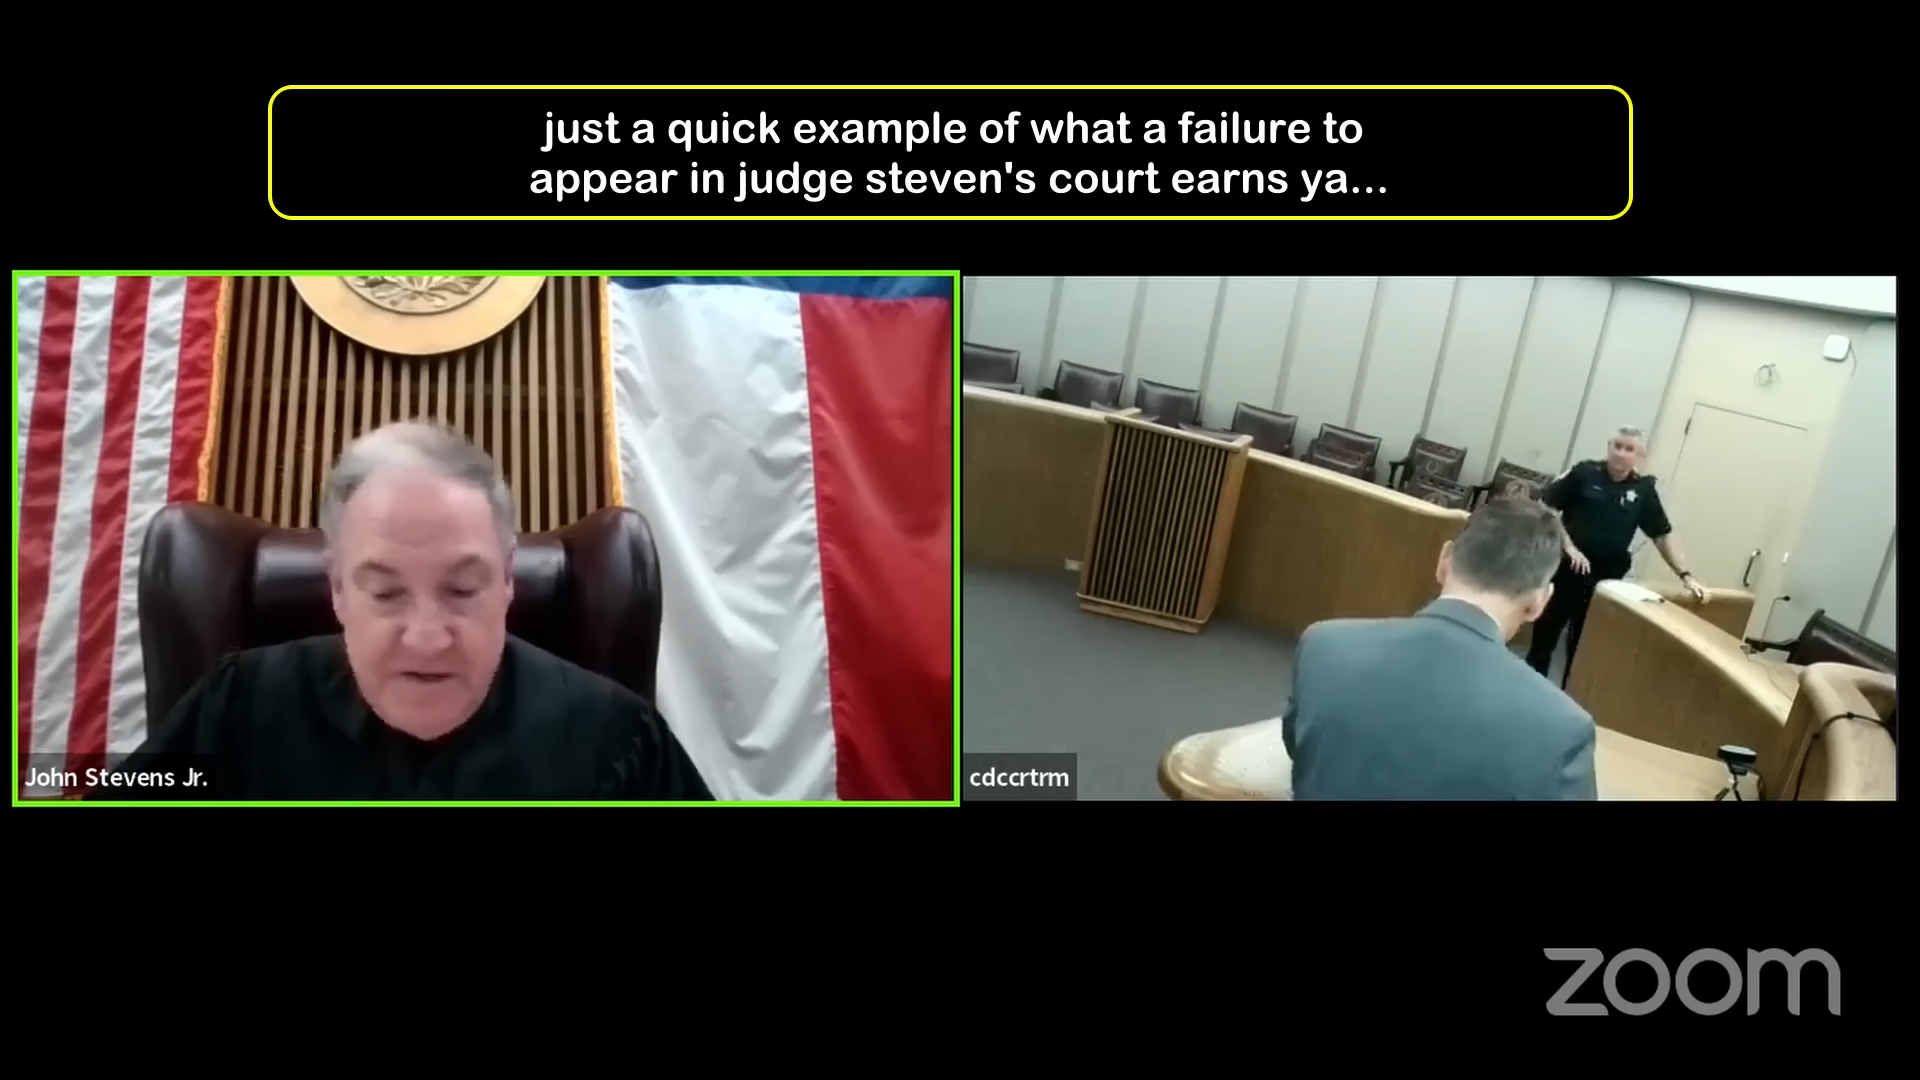 just a quick example of what a failure to
appear in judge steven's court earns ya...
John Stevens Jr.
cdccrtrm
zoom